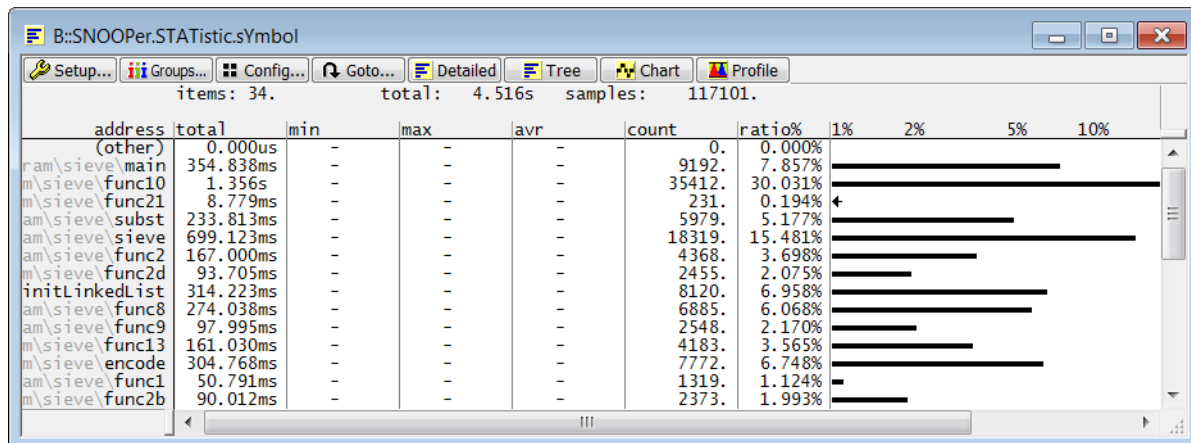 B::SNOOPer.STATistic.sYmbol
Setup... Groups... Config... Goto... Detailed Tree Chart Profile
items: 34. total: 4.516s samples: 117101.
address total min max avr count ratio% 1% 2% 5% 10%
(other) 0.000us - - - 0. 0.000%
ram\sieve\main 354.838ms - - - 9192. 7.857%
m\sieve\func10 1.356s - - - 35412. 30.031%
m\sieve\func21 8.779ms - - - 231. 0.194%
am\sieve\subst 233.813ms - - - 5979. 5.177%
am\sieve\sieve 699.123ms - - - 18319. 15.481%
am\sieve\func2 167.000ms - - - 4368. 3.698%
m\sieve\func2d 93.705ms - - - 2455. 2.075%
initLinkedList 314.223ms - - - 8120. 6.958%
am\sieve\func8 274.038ms - - - 6885. 6.068%
am\sieve\func9 97.995ms - - - 2548. 2.170%
m\sieve\func13 161.030ms - - - 4183. 3.565%
m\sieve\encode 304.768ms - - - 7772. 6.748%
am\sieve\func1 50.791ms - - - 1319. 1.124%
m\sieve\func2b 90.012ms - - - 2373. 1.993%